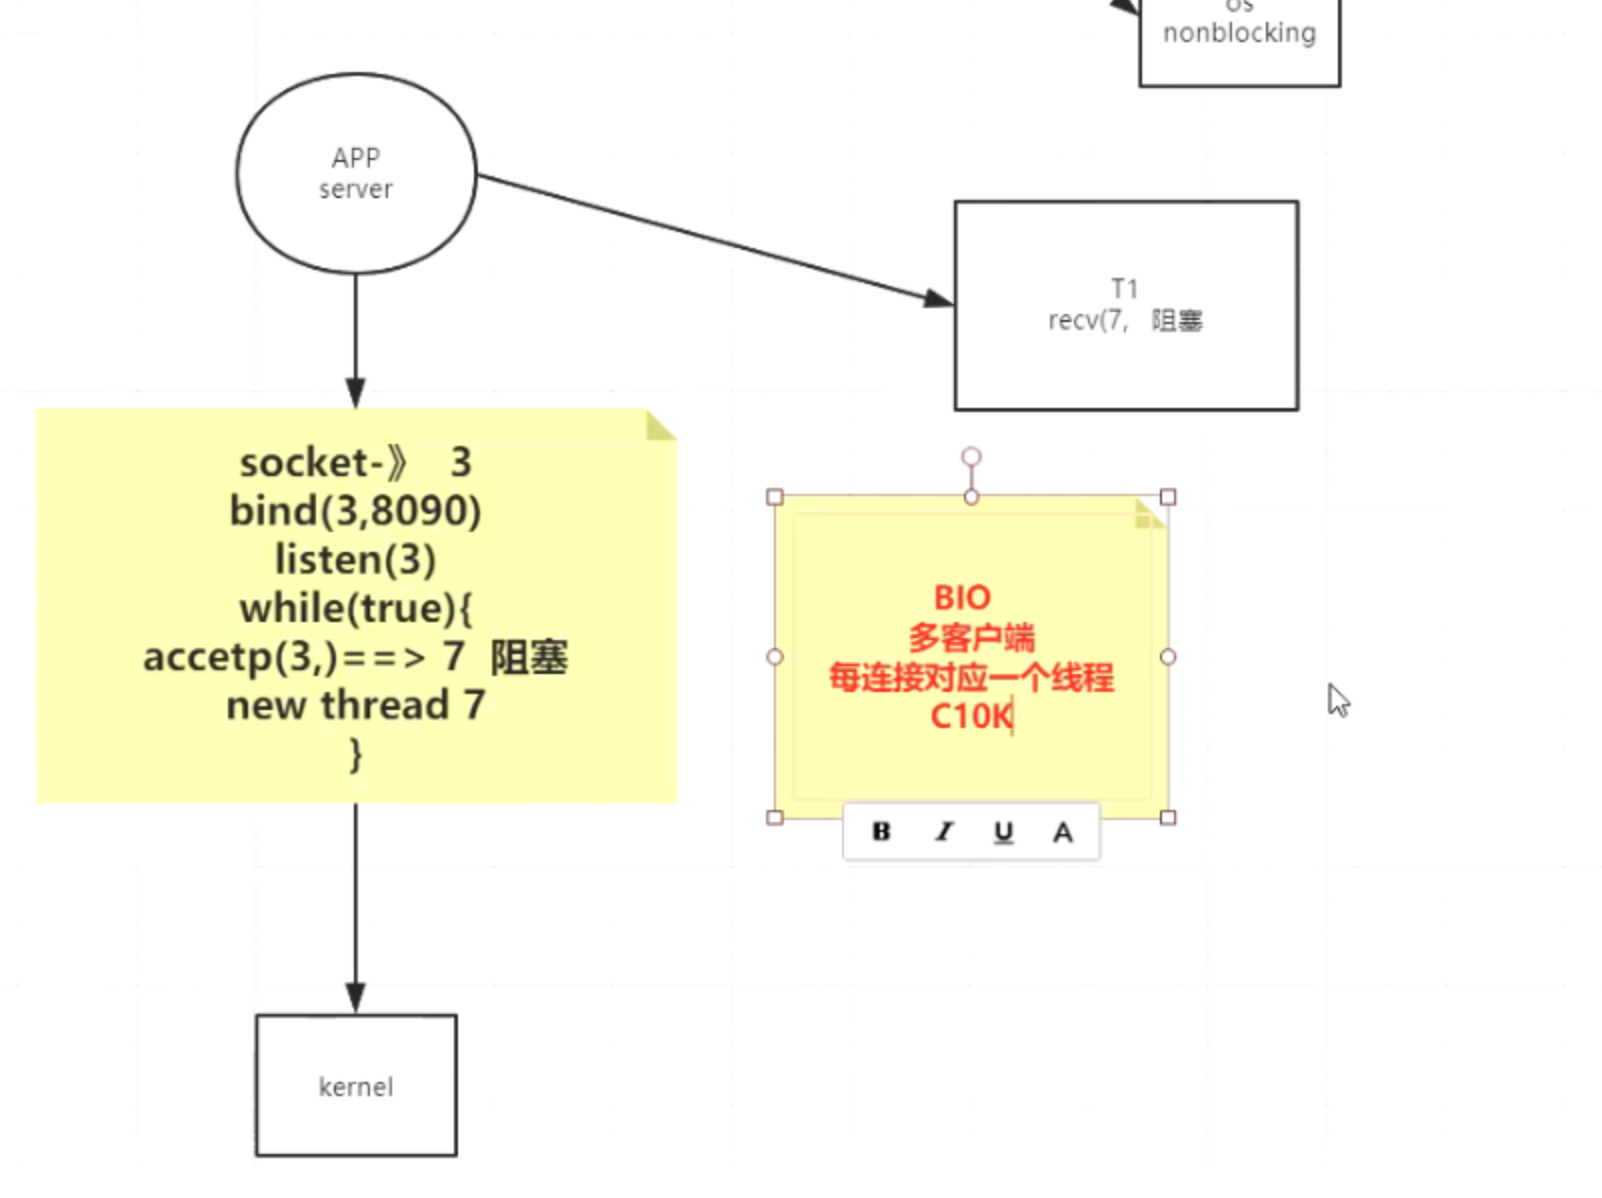 os
nonblocking
APP
server
T1
recv(7,   阻塞
socket-》  3
bind(3,8090)
listen(3)
while(true){
accetp(3,)==> 7  阻塞
new thread 7
}
BIO
多客户端
每连接对应一个线程
C10K
B I U A
kernel